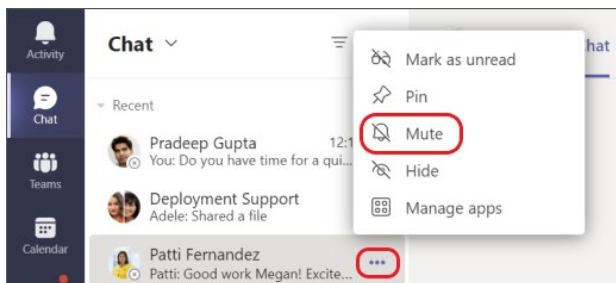 Activity
Chat
Teams
Calendar
Chat
Recent
Pradeep Gupta 12:1
You: Do you have time for a qui...
Deployment Support
Adele: Shared a file
Patti Fernandez
Patti: Good work Megan! Excite...
Mark as unread
Pin
Mute
Hide
Manage apps
hat